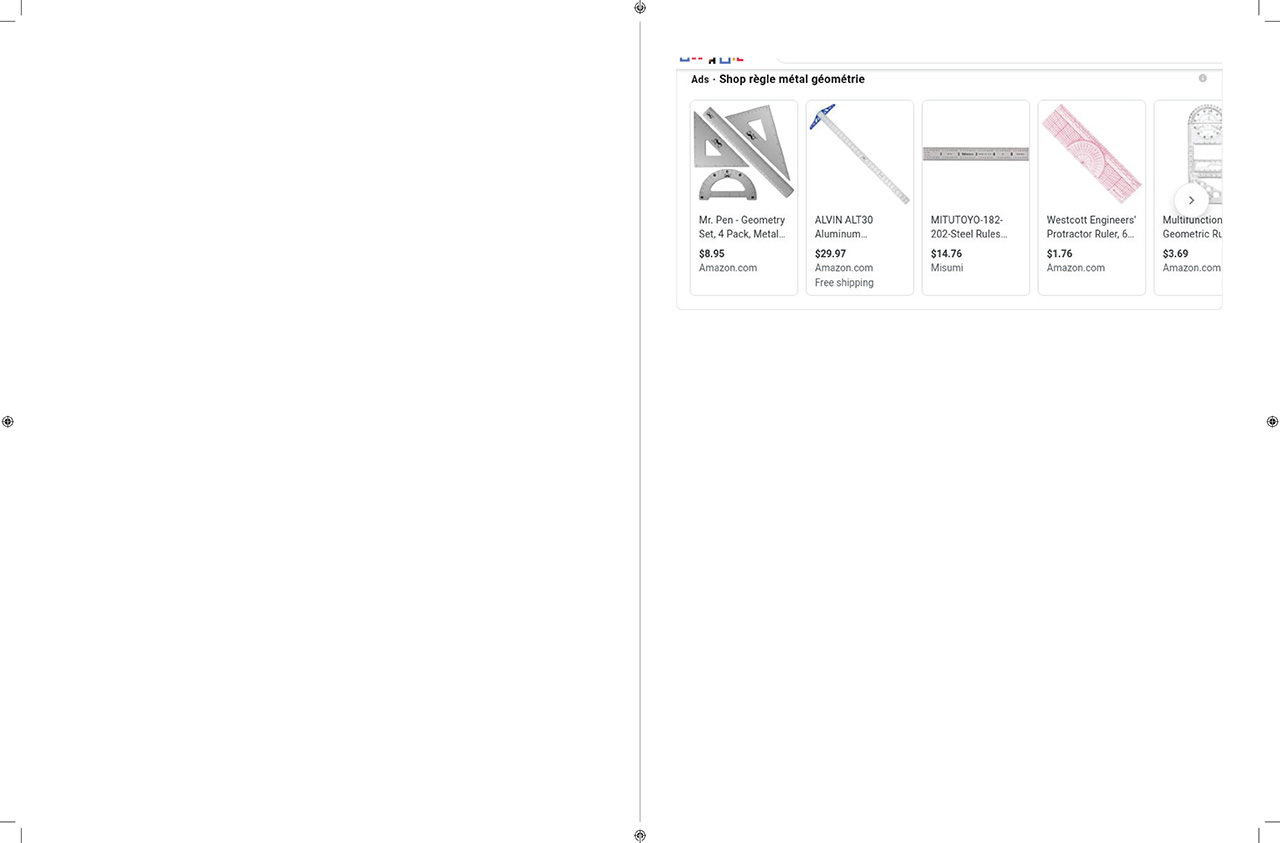 Ads · Shop règle métal géométrie
Mr. Pen - Geometry
Set, 4 Pack, Metal...
$8.95
Amazon.com
ALVIN ALT30
Aluminum...
$29.97
Amazon.com
Free shipping
MITUTOYO-182-
202-Steel Rules...
$14.76
Misumi
Westcott Engineers'
Protractor Ruler, 6...
$1.76
Amazon.com
Multifunction
Geometric Ru
$3.69
Amazon.com